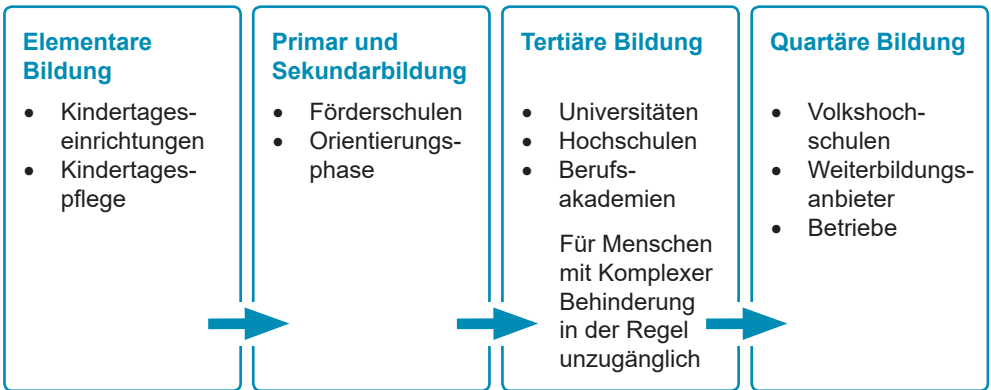 Elementare
Bildung
• Kindertages-
einrichtungen
• Kindertages-
pflege
Primar und
Sekundarbildung
• Förderschulen
• Orientierungs-
phase
Tertiäre Bildung
• Universitäten
• Hochschulen
• Berufs-
akademien
Für Menschen
mit Komplexer
Behinderung
in der Regel
unzugänglich
Quartäre Bildung
• Volkshoch-
schulen
• Weiterbildungs-
anbieter
• Betriebe